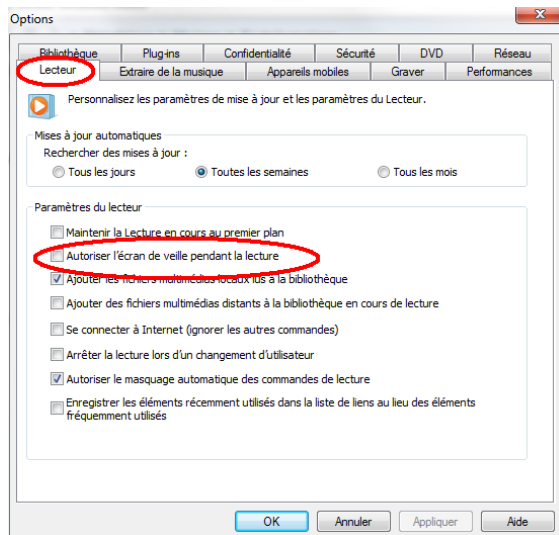 Options
Bibliothèque Plug-ins Confidentialité Sécurité DVD Réseau
Lecteur Extraire de la musique Appareils mobiles Graver Perfomances
Personnalisez les paramètres de mise à jour et les paramètres du Lecteur.
Mises à jour automatiques
Rechercher des mises à jour :
Tous les jours Toutes les semaines Tous les mois
Paramètres du lecteur
Maintenir la Lecture en cours au premier plan
Autoriser l'écran de veille pendant la lecture
Ajouter les fichiers multimédias locaux lus à la bibliothèque
Ajouter des fichiers multimédias distants à la bibliothèque en cours de lecture
Se connecter à Internet (ignorer les autres commandes)
Arrêter la lecture lors d'un changement d'utilisateur
Autoriser le masquage automatique des commandes de lecture
Enregistrer les éléments récemment utilisés dans la liste de liens au lieu des éléments
fréquemment utilisés
OK Annuler Appliquer Aide